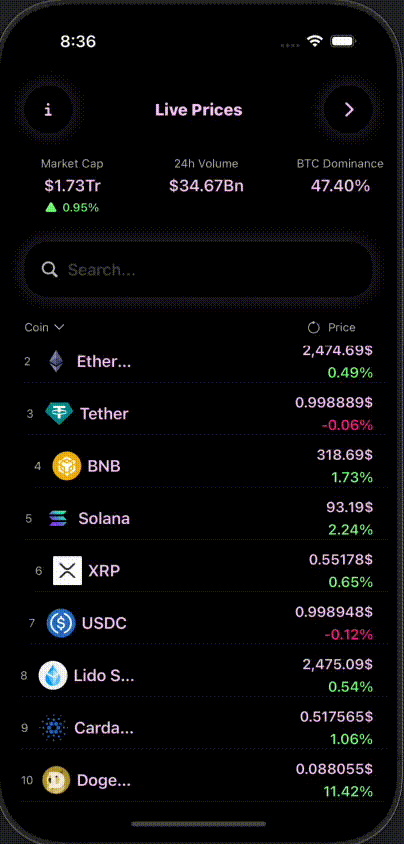 8:36
i
Live Prices
Market Cap
24h Volume
BTC Dominance
$1.73Tr
$34.67Bn
47.40%
0.95%
Search...
Coin
Price
2 Ether... 2,474.69$
0.49%
3 Tether 0.998889$
-0.06%
4 BNB 318.69$
1.73%
5 Solana 93.19$
2.24%
6 XRP 0.55178$
0.65%
7 USDC 0.998948$
-0.12%
8 Lido S... 2,475.09$
0.54%
9 Carda... 0.517565$
1.06%
10 Doge... 0.088055$
11.42%